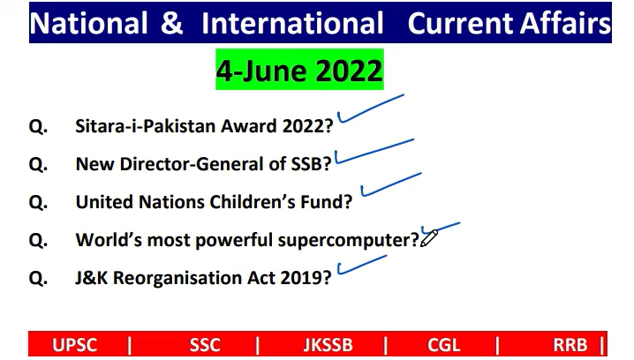 National & International Current Affairs
4-June 2022
Q. Sitara-i-Pakistan Award 2022?
Q. New Director-General of SSB?
Q. United Nations Children's Fund?
Q. World's most powerful supercomputer?
Q. J&K Reorganisation Act 2019?
UPSC | SSC | JKSSB | CGL | RRB |